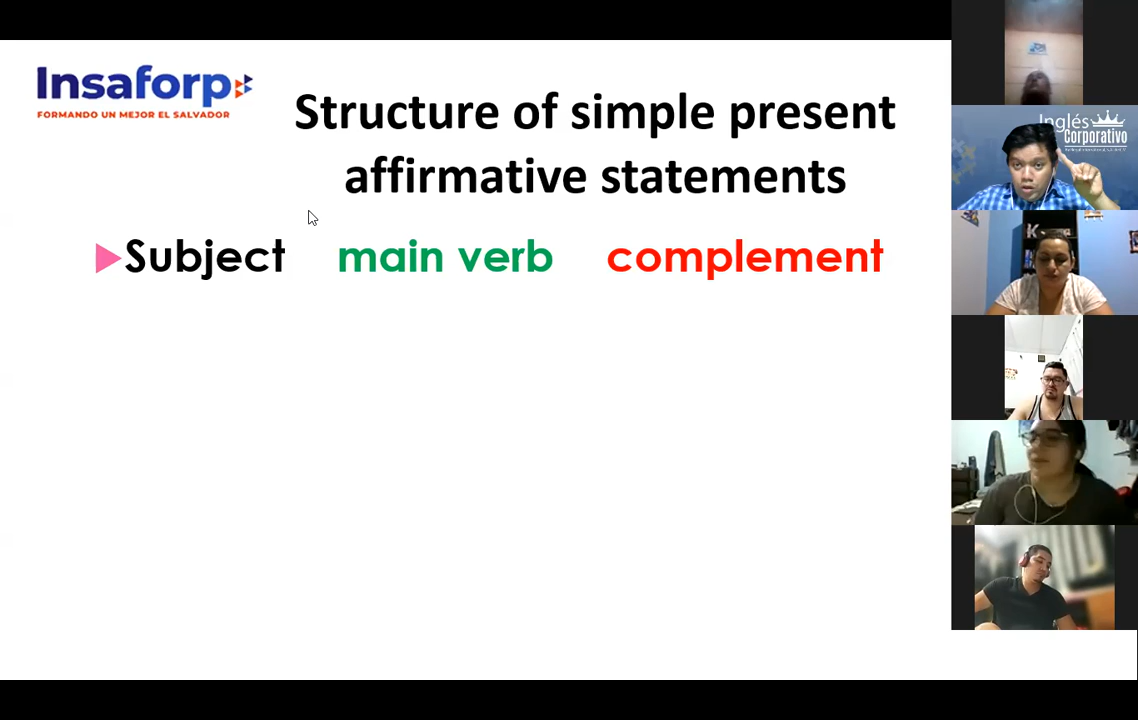 Insaforp
FORMANDO UN MEJOR EL SALVADOR
Structure of simple present
affirmative statements
Subject main verb complement
Inglés
Corporativo